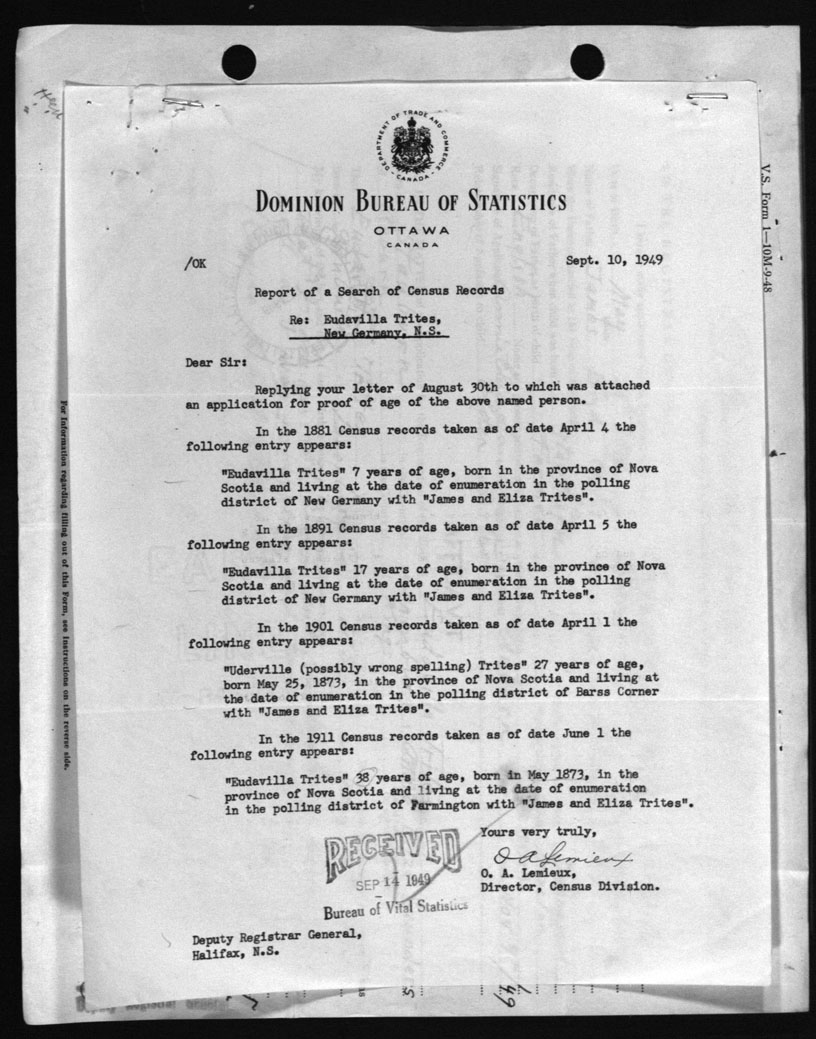 DEPARTMENT OF TRADE AND COMMERCE
CANADA
DOMINION BUREAU OF STATISTICS
OTTAWA
CANADA
/OK
Sept. 10, 1949
Report of a Search of Census Records
Re: Eudavilla Trites,
New Germany, N.S.
Dear Sir:
Replying your letter of August 30th to which was attached
an application for proof of age of the above named person.
In the 1881 Census records taken as of date April 4 the
following entry appears:
"Eudavilla Trites" 7 years of age, born in the province of Nova
Scotia and living at the date of enumeration in the polling
district of New Germany with "James and Eliza Trites".
In the 1891 Census records taken as of date April 5 the
following entry appears:
"Eudavilla Trites" 17 years of age, born in the province of Nova
Scotia and living at the date of enumeration in the polling
district of New Germany with "James and Eliza Trites".
In the 1901 Census records taken as of date April 1 the
following entry appears:
"Uderville (possibly wrong spelling) Trites" 27 years of age,
born May 25, 1873, in the province of Nova Scotia and living at
the date of enumeration in the polling district of Barss Corner
with "James and Eliza Trites".
In the 1911 Census records taken as of date June 1 the
following entry appears:
"Eudavilla Trites" 38 years of age, born in May 1873, in the
province of Nova Scotia and living at the date of enumeration
in the polling district of Farmington with "James and Eliza Trites".
Yours very truly,
O A Lemieux
O. A. Lemieux,
Director, Census Division.
RECEIVED
SEP 14 1949
Bureau of Vital Statistics
Deputy Registrar General,
Halifax, N.S.
V.S. Form 1—10M-9-48
For Information regarding filling out of this Form, see Instructions on the reverse side.
Deputy Registrar General
49